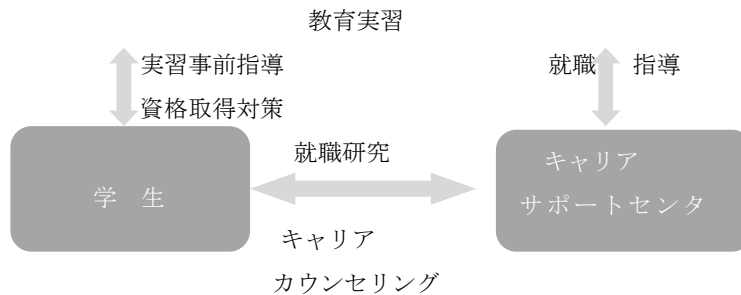 教育実習
実習事前指導
就職 指導
資格取得対策
就職研究
学 生
キャリア
サポートセンタ
キャリア
カウンセリング